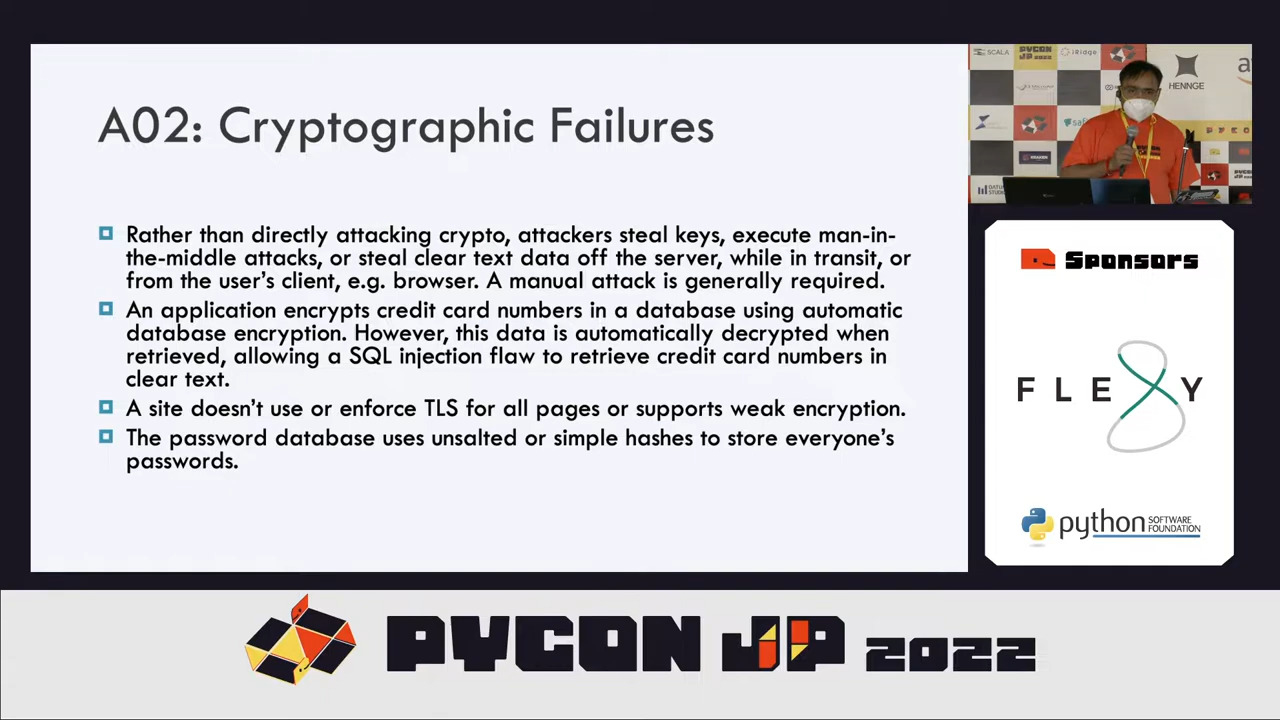 A02: Cryptographic Failures
Rather than directly attacking crypto, attackers steal keys, execute man-in-
the-middle attacks, or steal clear text data off the server, while in transit, or
from the user's client, e.g. browser. A manual attack is generally required.
An application encrypts credit card numbers in a database using automatic
database encryption. However, this data is automatically decrypted when
retrieved, allowing a SQL injection flaw to retrieve credit card numbers in
clear text.
A site doesn't use or enforce TLS for all pages or supports weak encryption.
The password database uses unsalted or simple hashes to store everyone's
passwords.
SCALA
PYCON
JP 2022
iRidge
HENNGE
Sponsors
FLE Y
python SOFTWARE
FOUNDATION
PYCON JP 2022